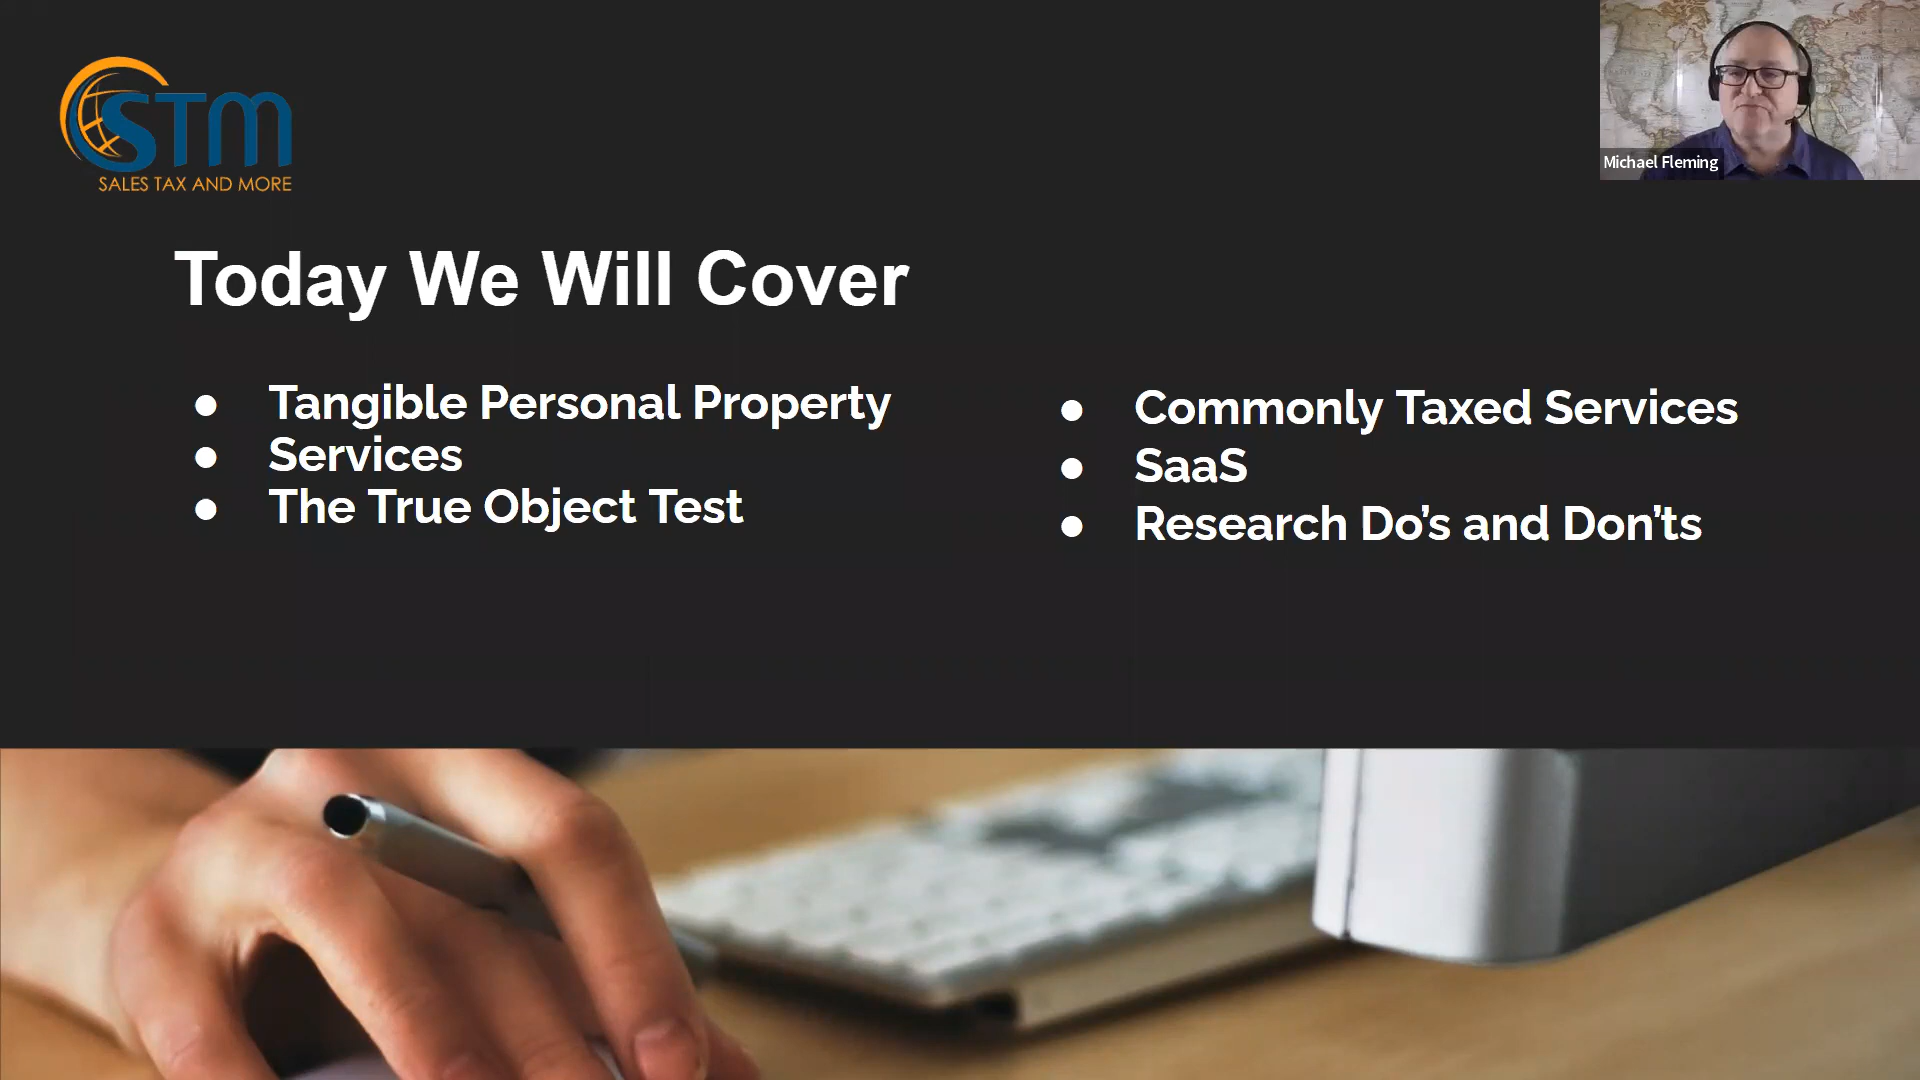 STM
SALES TAX AND MORE
Michael Fleming
Today We Will Cover
● Tangible Personal Property
● Services
● The True Object Test
● Commonly Taxed Services
● SaaS
● Research Do’s and Don’ts